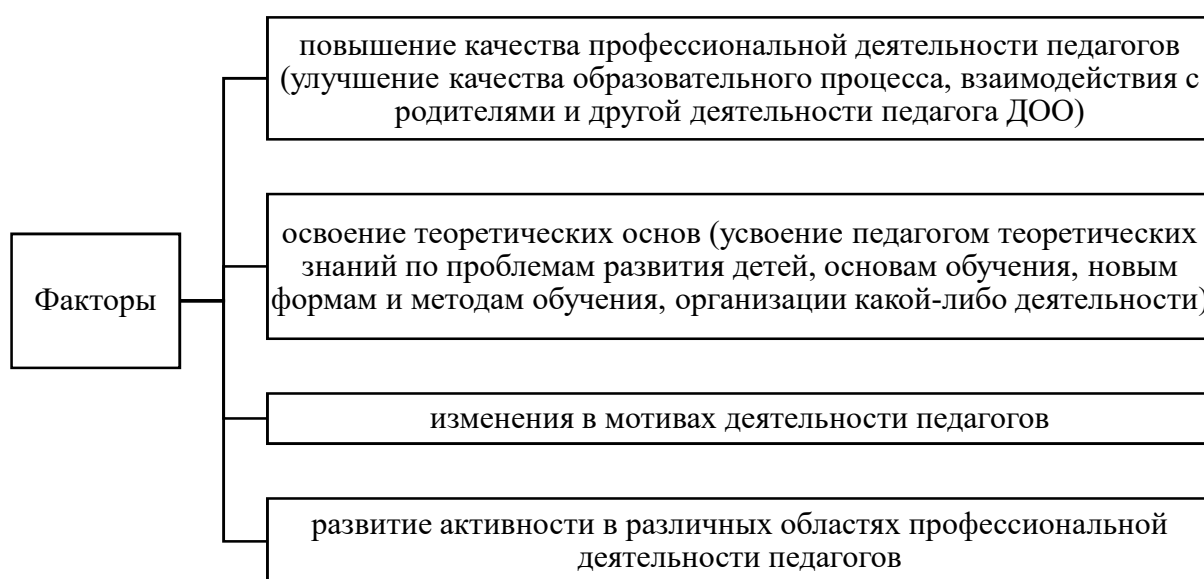 повышение качества профессиональной деятельности педагогов
(улучшение качества образовательного процесса, взаимодействия с
родителями и другой деятельности педагога ДОО)
Факторы
освоение теоретических основ (усвоение педагогом теоретических
знаний по проблемам развития детей, основам обучения, новым
формам и методам обучения, организации какой-либо деятельности)
изменения в мотивах деятельности педагогов
развитие активности в различных областях профессиональной
деятельности педагогов